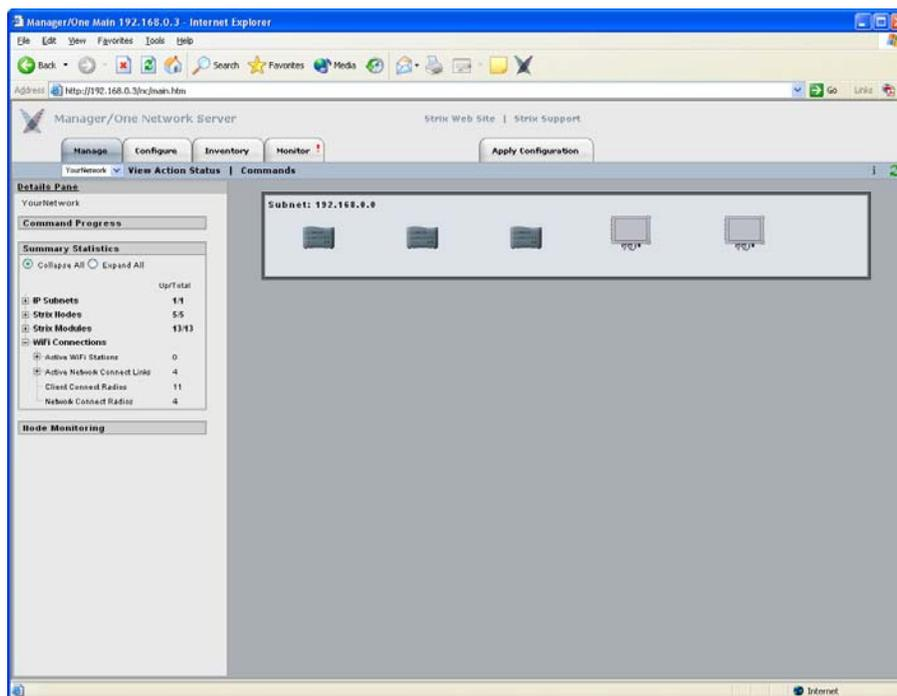 Manager/One Main 192.168.0.3 - Internet Explorer
File Edit View Favorites Tools Help
Back Search Favorites Media
Address http://192.168.0.3/nc/main.htm Go Links
Manager/One Network Server Strix Web Site | Strix Support
Manage Configure Inventory Monitor ! Apply Configuration
YourNetwork View Action Status | Commands i
Details Pane
YourNetwork
Command Progress
Summary Statistics
Collapse All Expand All
Up/Total
IP Subnets 1/1
Strix Nodes 5/5
Strix Modules 13/13
WiFi Connections
Active WiFi Stations 0
Active Network Connect Links 4
Client Connect Radios 11
Network Connect Radios 4
Node Monitoring
Subnet: 192.168.0.0
Internet